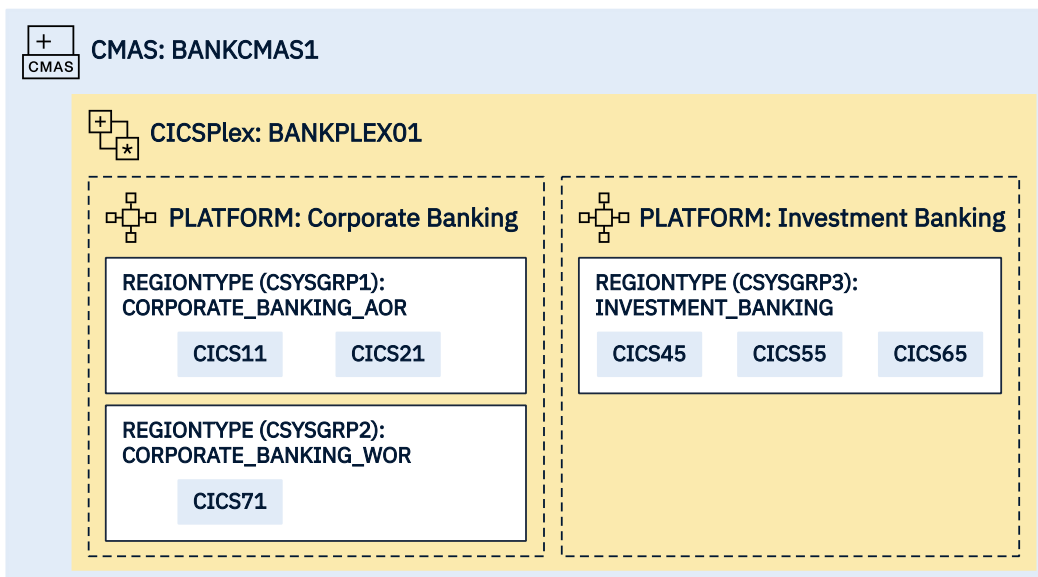 +
CMAS
CMAS: BANKCMAS1
+
*
CICSPlex: BANKPLEX01
PLATFORM: Corporate Banking
REGIONTYPE (CSYSGRP1):
CORPORATE_BANKING_AOR
CICS11 CICS21
REGIONTYPE (CSYSGRP2):
CORPORATE_BANKING_WOR
CICS71
PLATFORM: Investment Banking
REGIONTYPE (CSYSGRP3):
INVESTMENT_BANKING
CICS45 CICS55 CICS65